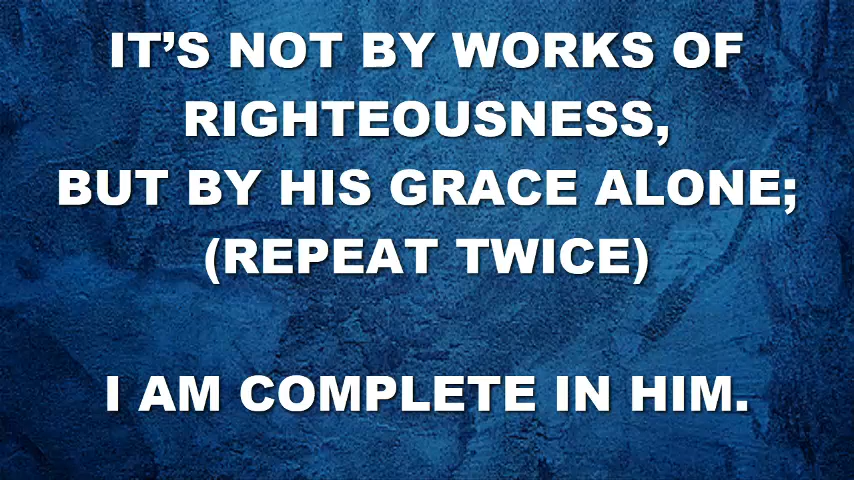 IT’S NOT BY WORKS OF
RIGHTEOUSNESS,
BUT BY HIS GRACE ALONE;
(REPEAT TWICE)
I AM COMPLETE IN HIM.